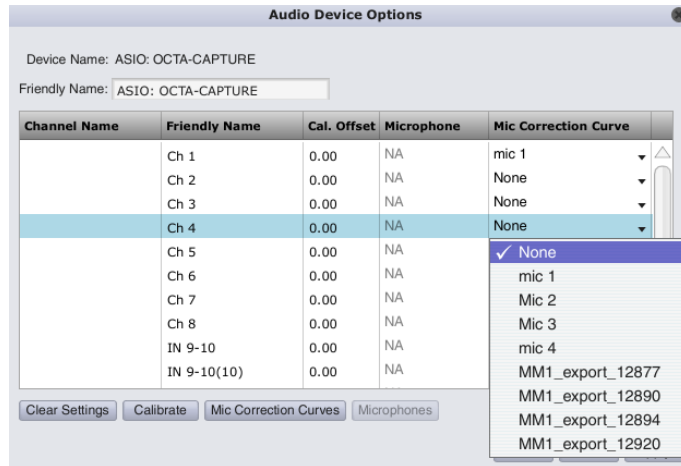 Audio Device Options
Device Name: ASIO: OCTA-CAPTURE
Friendly Name: ASIO: OCTA-CAPTURE
Channel Name Friendly Name Cal. Offset Microphone Mic Correction Curve
Ch 1 0.00 NA mic 1
Ch 2 0.00 NA None
Ch 3 0.00 NA None
Ch 4 0.00 NA None
Ch 5 0.00 NA ✓ None
Ch 6 0.00 NA mic 1
Ch 7 0.00 NA Mic 2
Ch 8 0.00 NA Mic 3
IN 9-10 0.00 NA mic 4
IN 9-10(10) 0.00 NA MM1_export_12877
MM1_export_12890
Clear Settings Calibrate Mic Correction Curves Microphones MM1_export_12894
MM1_export_12920